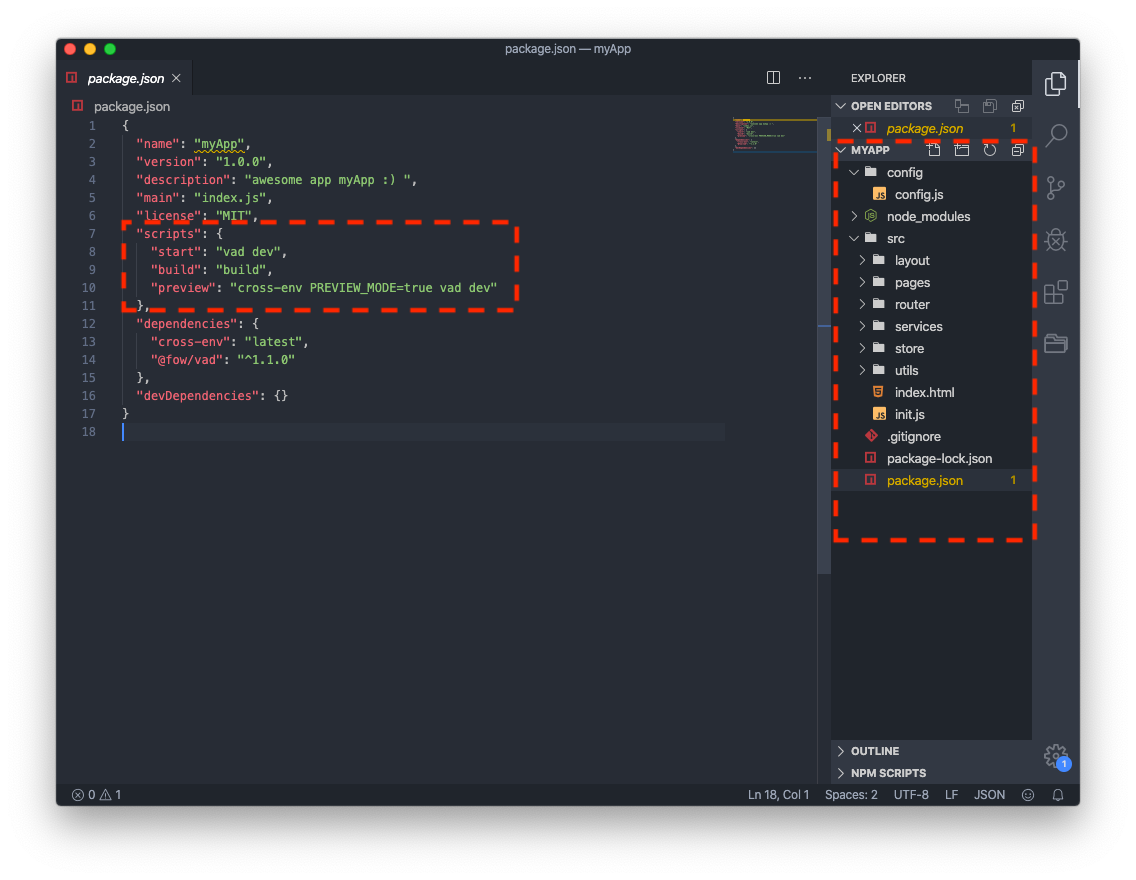 package.json — myApp
package.json
EXPLORER
package.json
OPEN EDITORS
package.json 1
MYAPP
config
config.js
node_modules
src
layout
pages
router
services
store
utils
index.html
init.js
.gitignore
package-lock.json
package.json 1
1 {
2 "name": "myApp",
3 "version": "1.0.0",
4 "description": "awesome app myApp :) ",
5 "main": "index.js",
6 "license": "MIT",
7 "scripts": {
8 "start": "vad dev",
9 "build": "build",
10 "preview": "cross-env PREVIEW_MODE=true vad dev"
11 },
12 "dependencies": {
13 "cross-env": "latest",
14 "@fow/vad": "^1.1.0"
15 },
16 "devDependencies": {}
17 }
18
OUTLINE
NPM SCRIPTS
1
0 1
Ln 18, Col 1 Spaces: 2 UTF-8 LF JSON